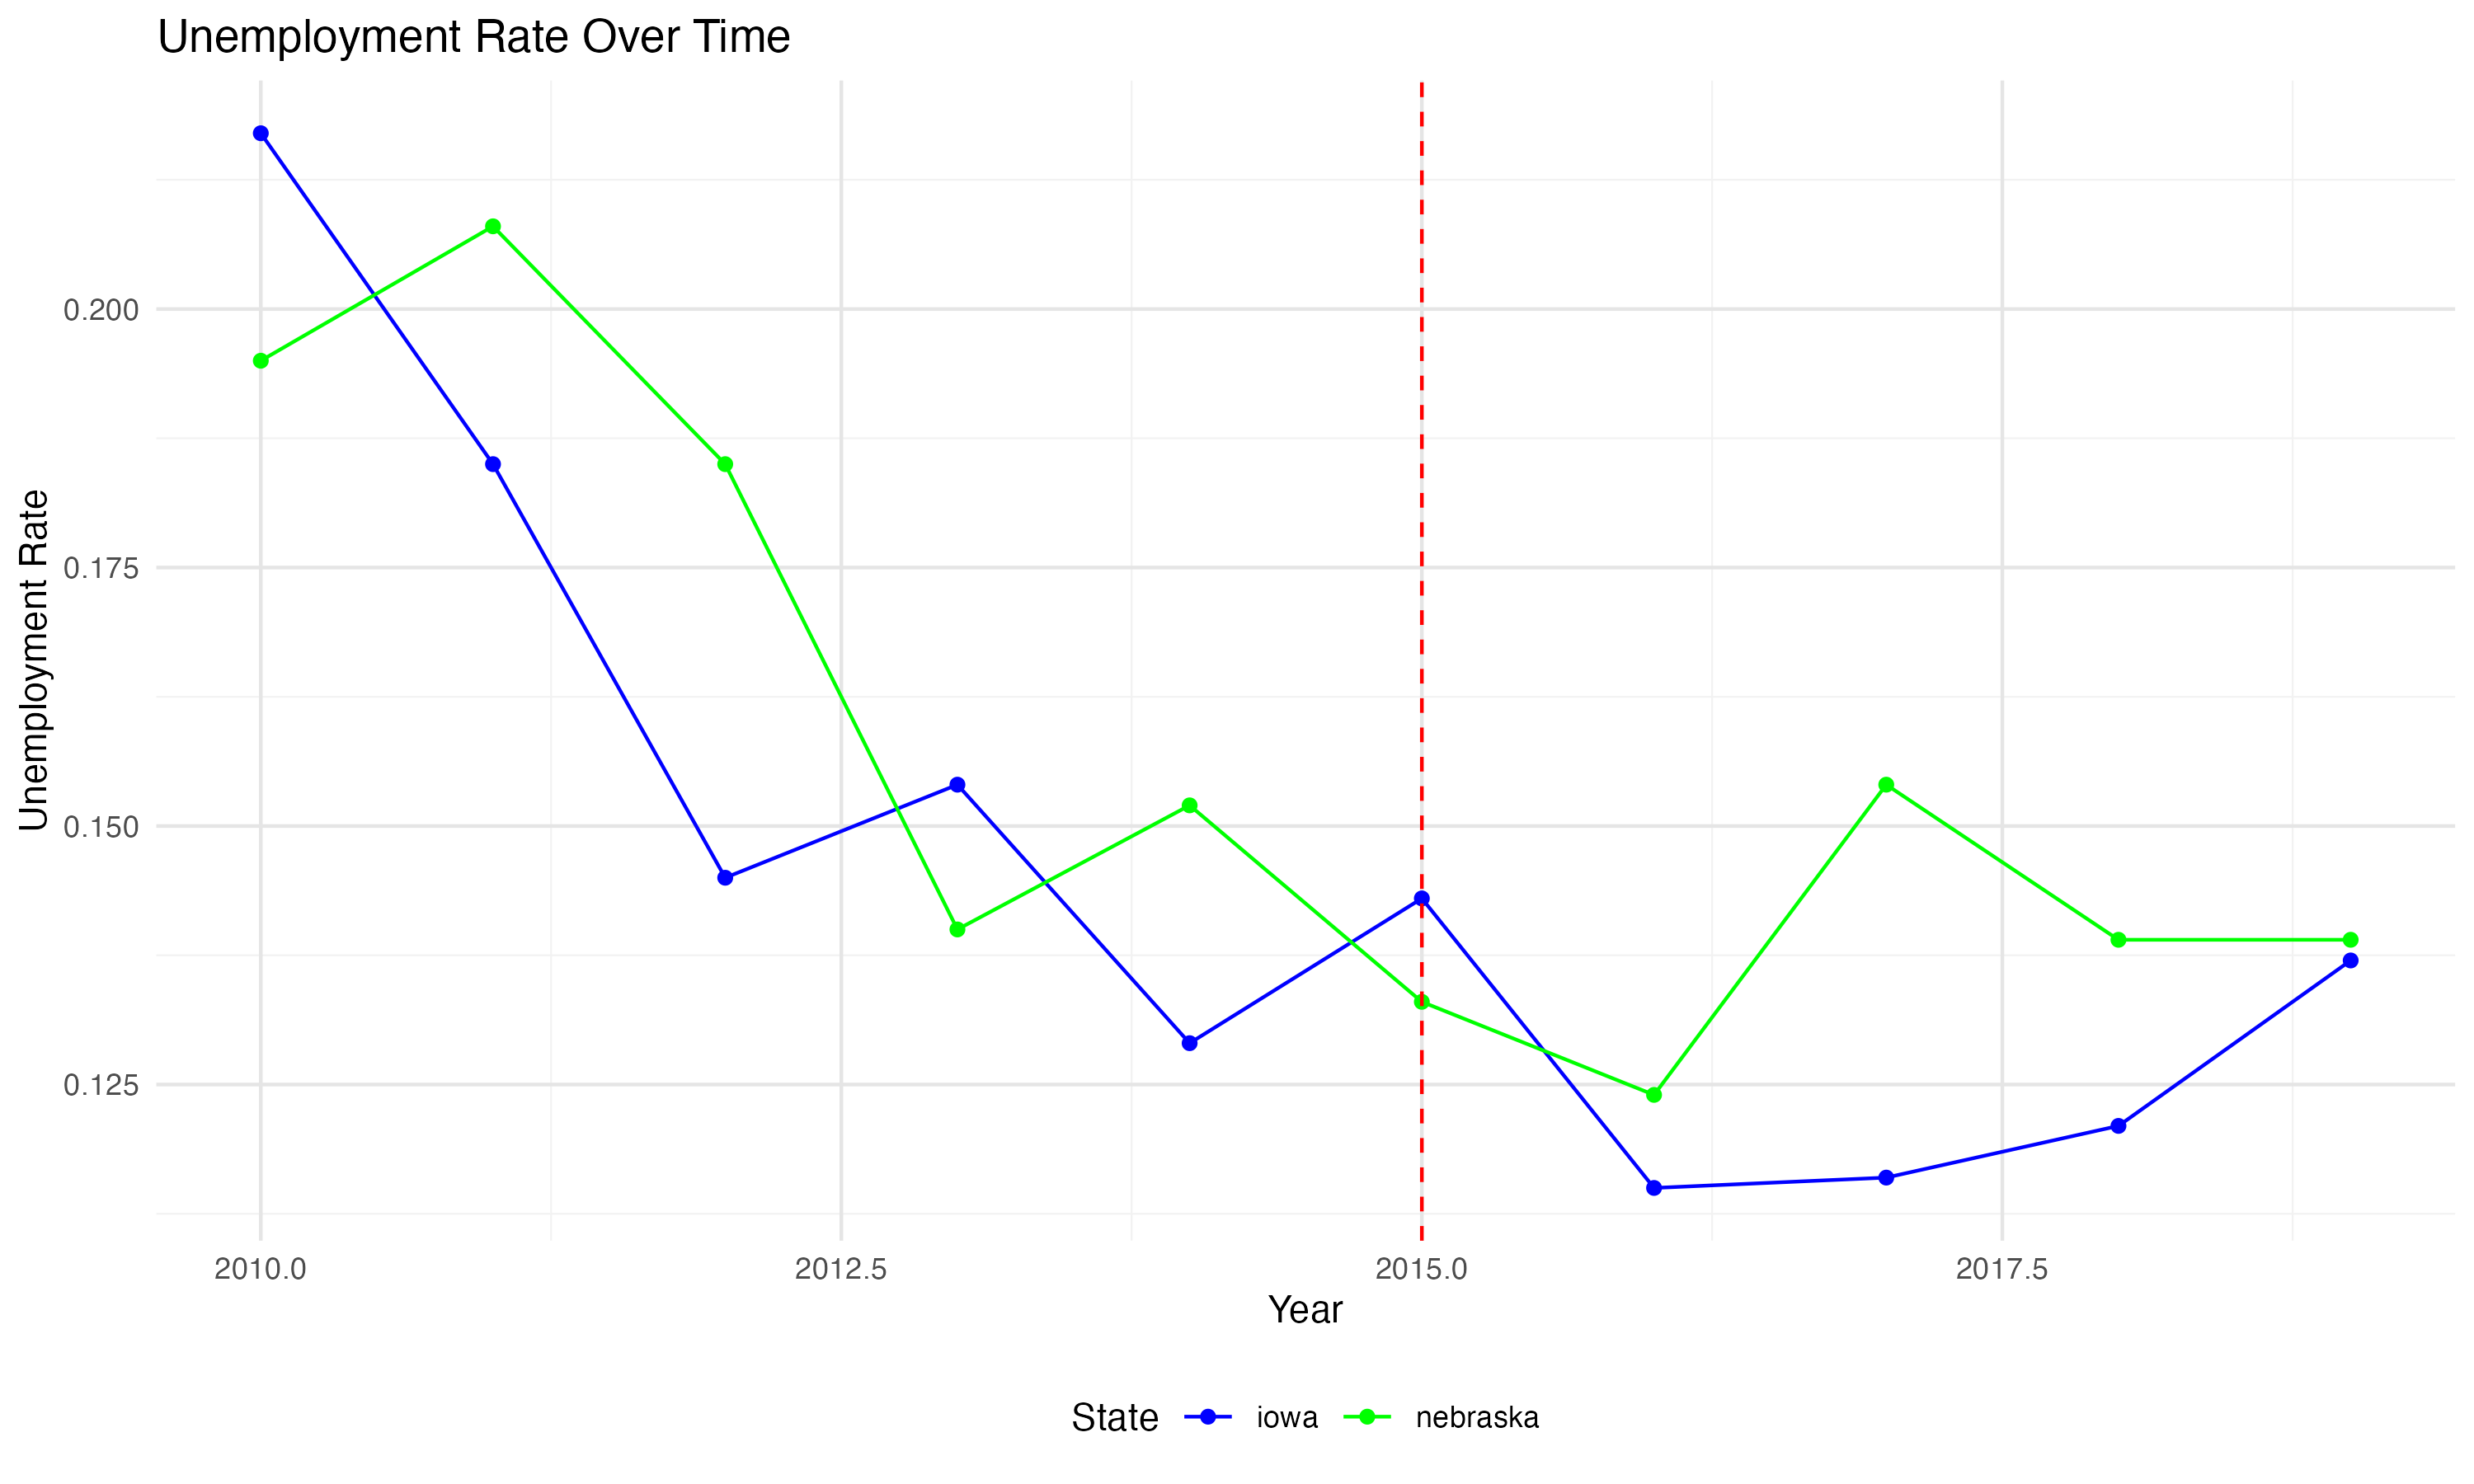 Unemployment Rate Over Time
Unemployment Rate
0.200
0.175
0.150
0.125
2010.0 2012.5 2015.0 2017.5
Year
State iowa nebraska